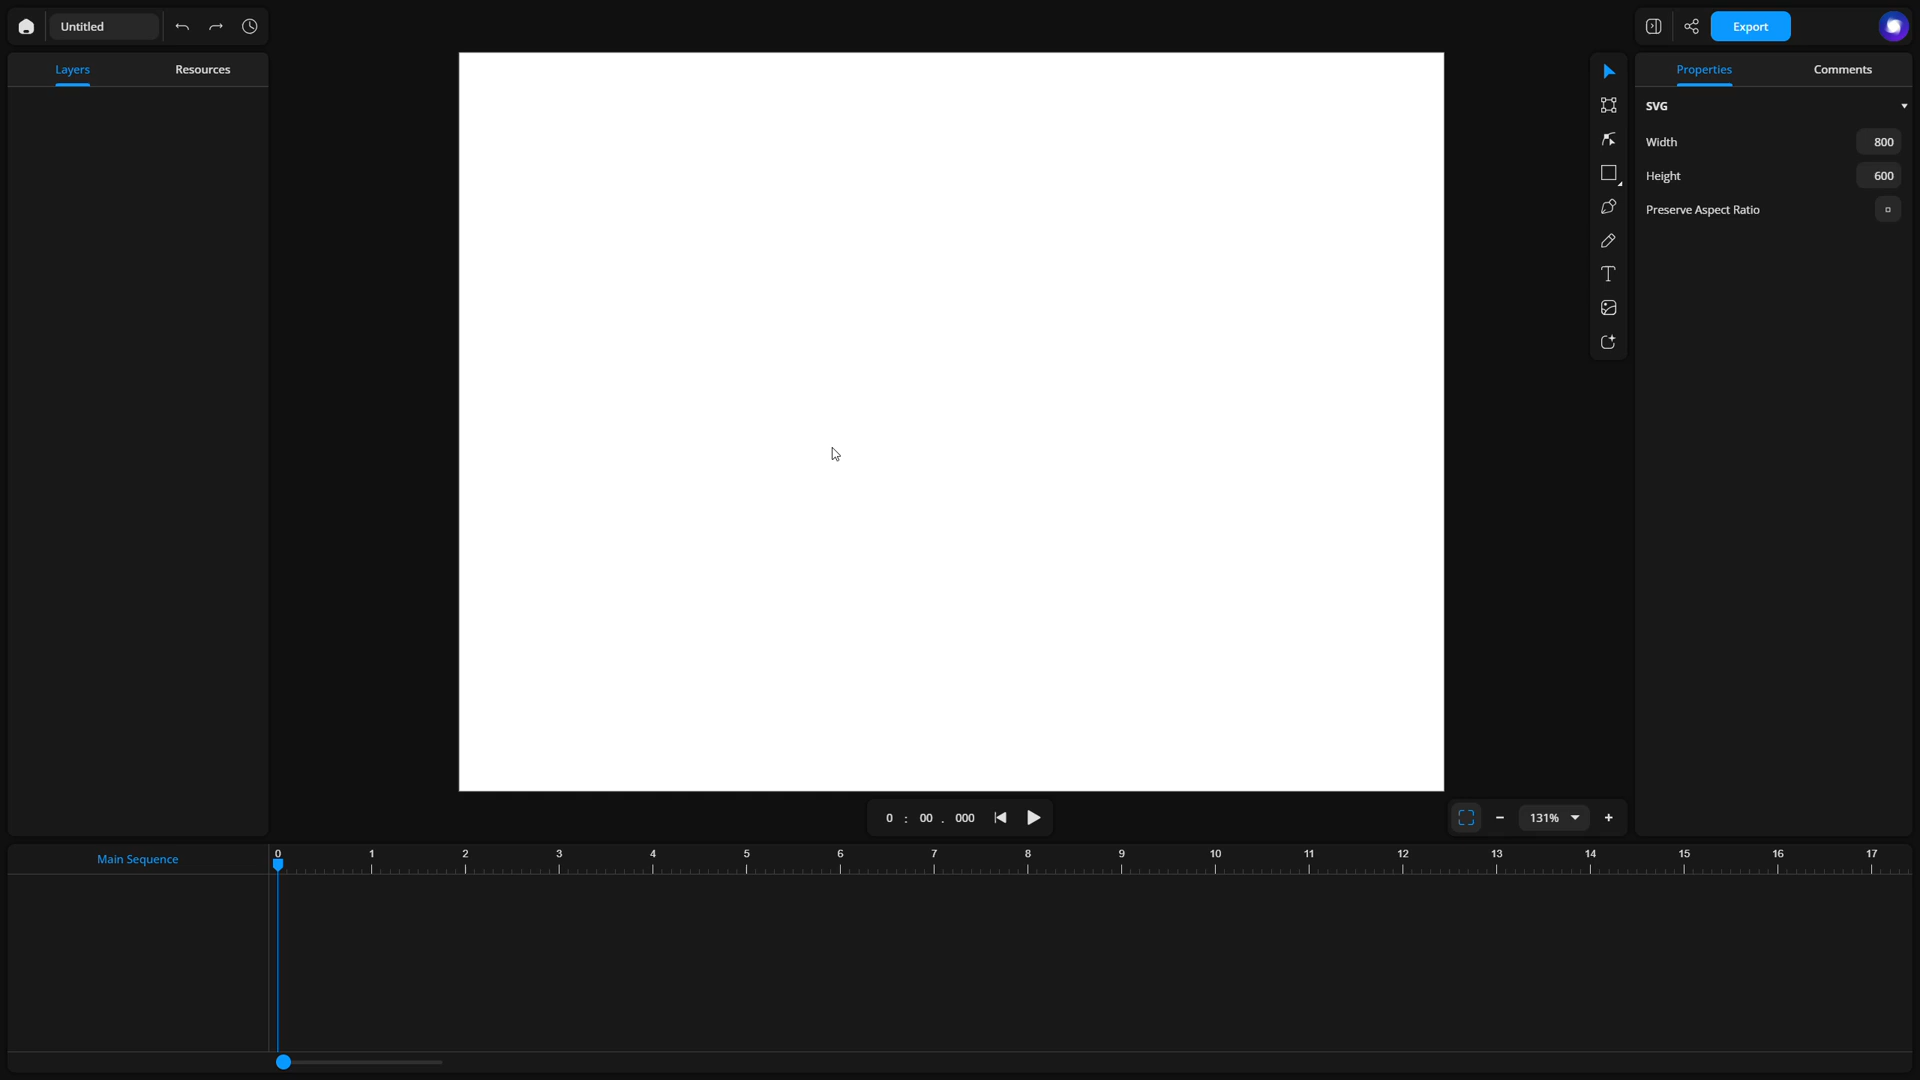 Untitled
Export
Layers
Resources
Properties
Comments
SVG
Width
800
Height
600
Preserve Aspect Ratio
0 : 00 . 000
131%
Main Sequence
0 1 2 3 4 5 6 7 8 9 10 11 12 13 14 15 16 17